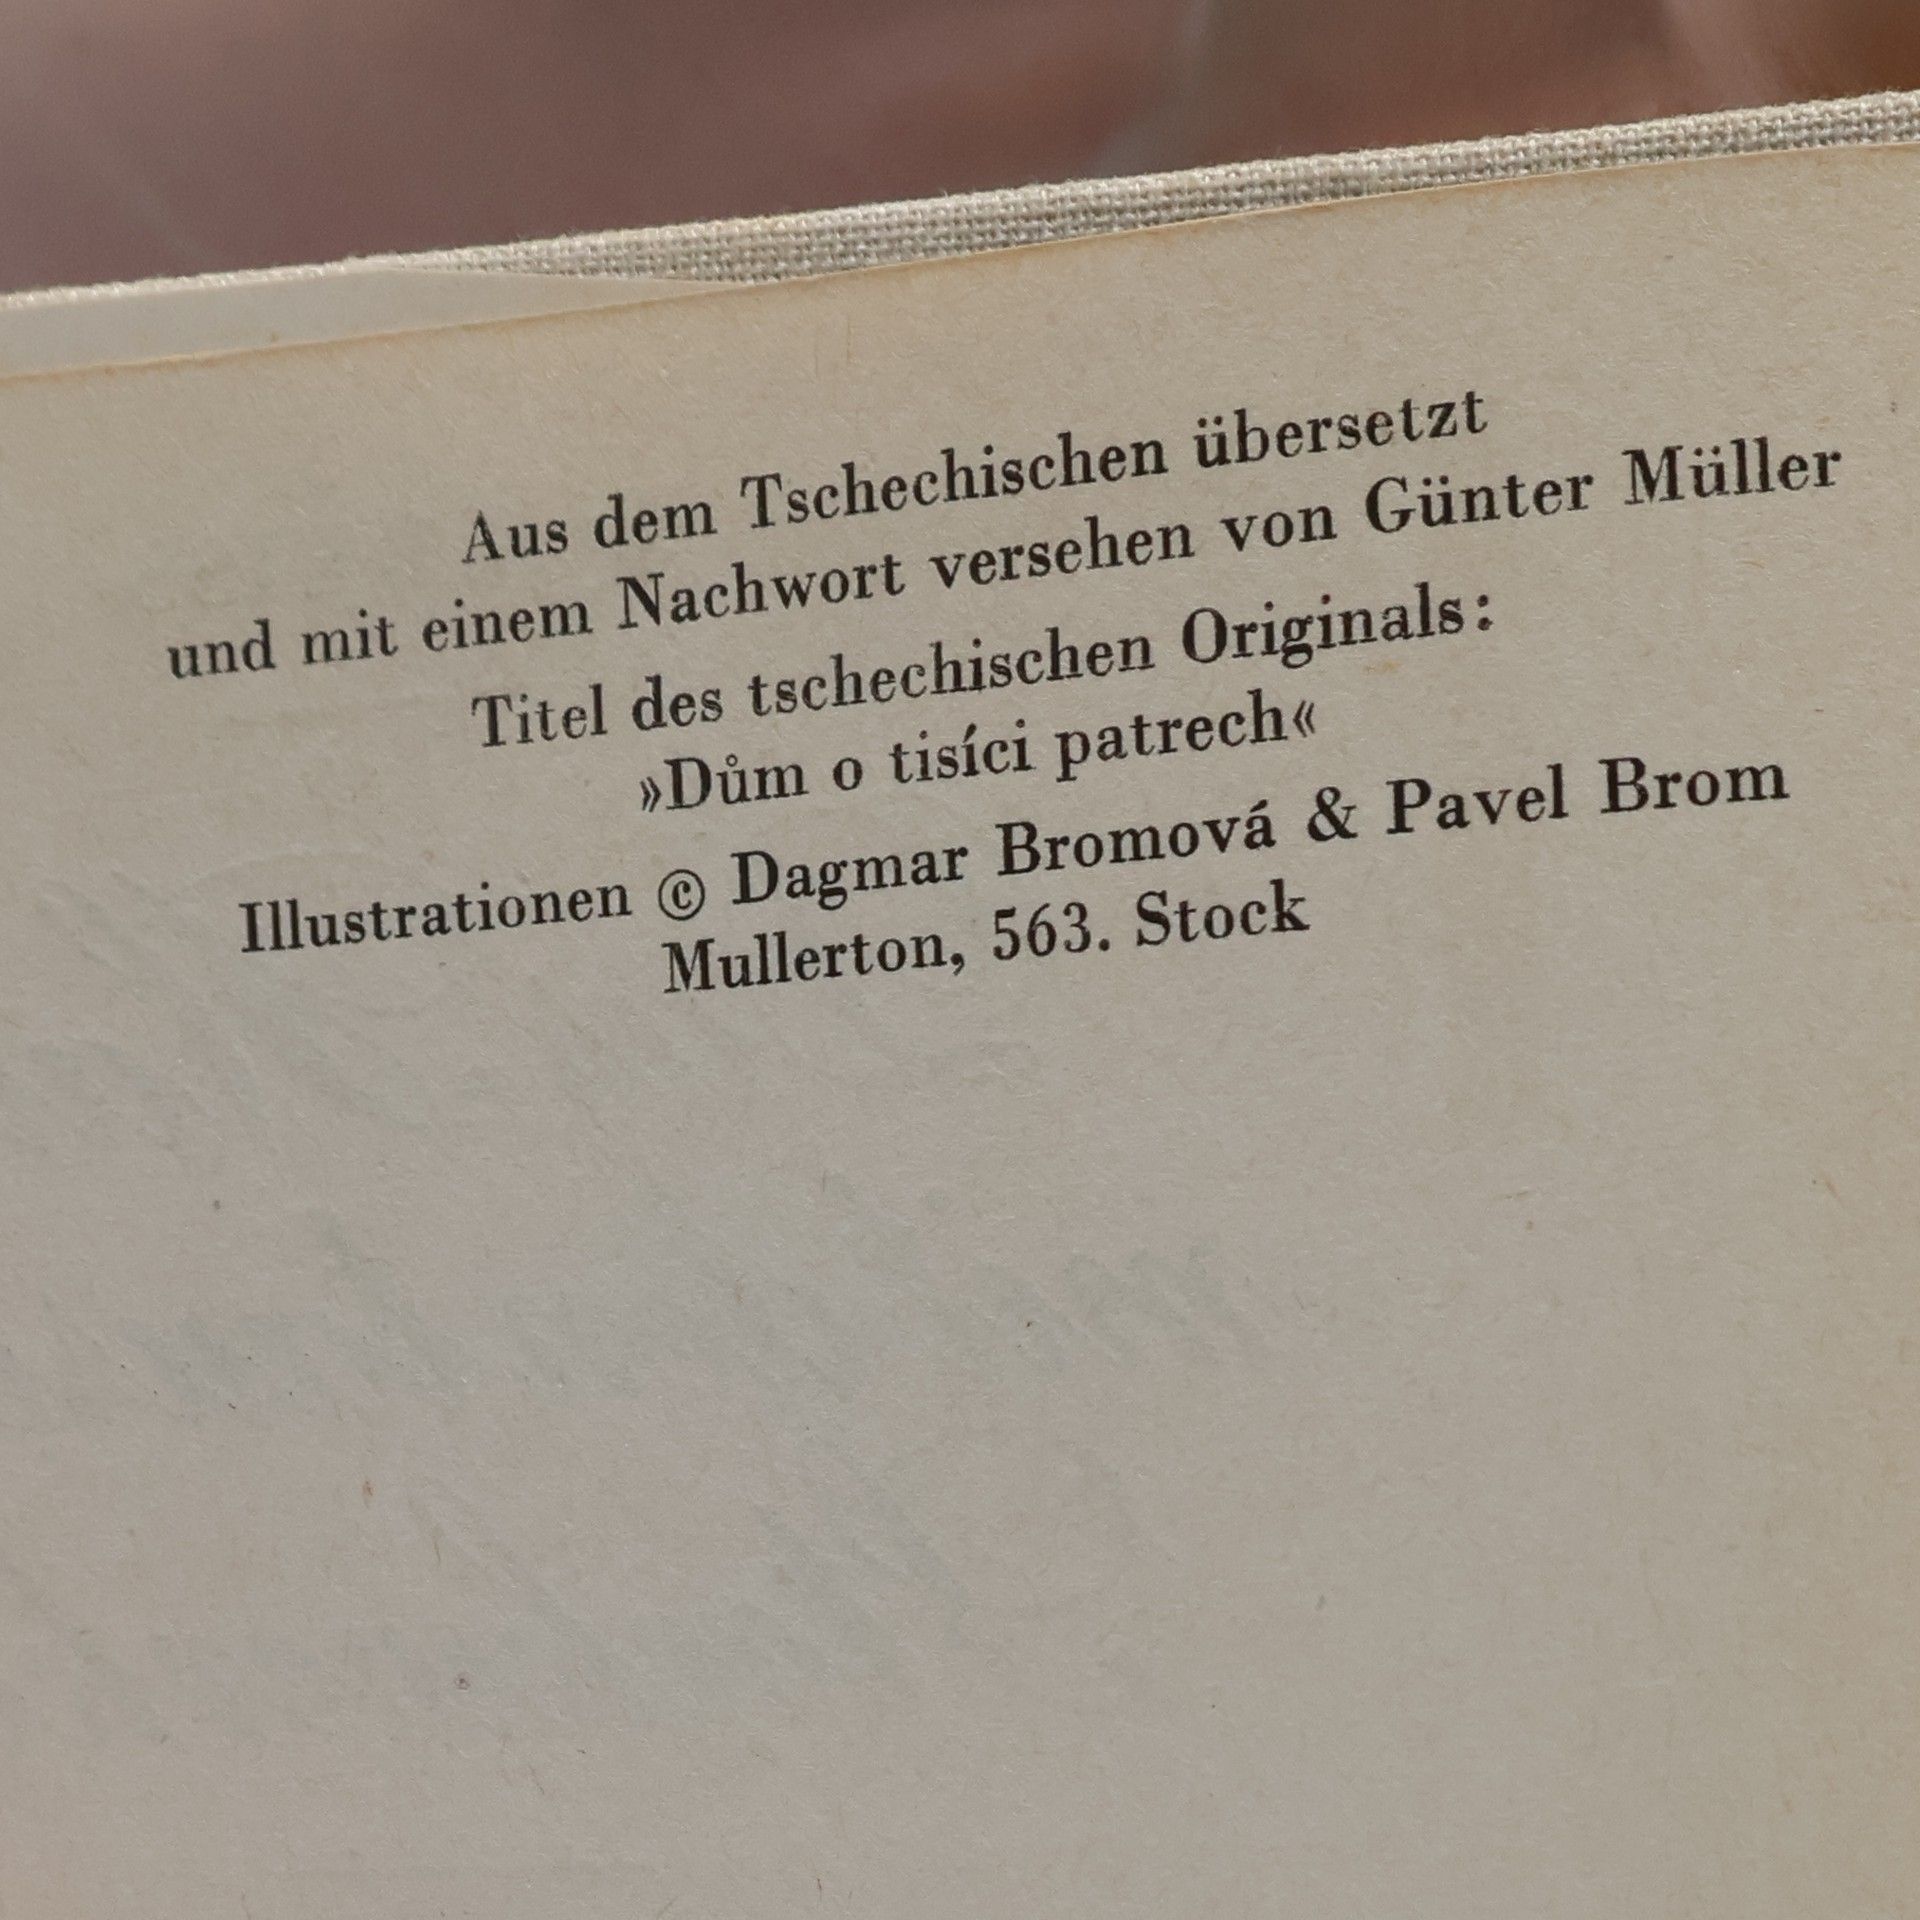 Aus dem Tschechischen übersetzt
und mit einem Nachwort versehen von Günter Müller
Titel des tschechischen Originals:
»Dům o tisíci patrech«
Illustrationen © Dagmar Bromová & Pavel Brom
Mullerton, 563. Stock